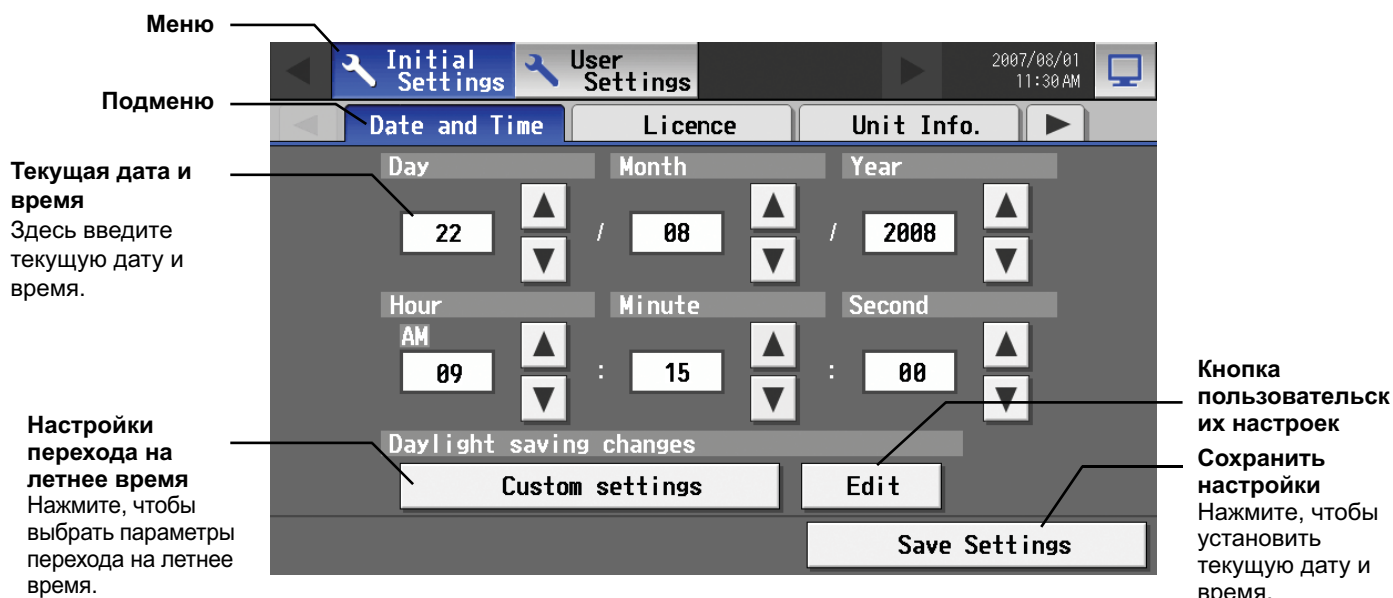 Меню
Initial Settings
User Settings
2007/08/01
11:30 AM
Подменю
Date and Time
Licence
Unit Info.
Текущая дата и
время
Здесь введите
текущую дату и
время.
Day
Month
Year
22 / 08 / 2008
Hour
Minute
Second
AM
09 : 15 : 00
Daylight saving changes
Custom settings
Edit
Save Settings
Настройки
перехода на
летнее время
Нажмите, чтобы
выбрать параметры
перехода на летнее
время.
Кнопка
пользовательск
их настроек
Сохранить
настройки
Нажмите, чтобы
установить
текущую дату и
время.